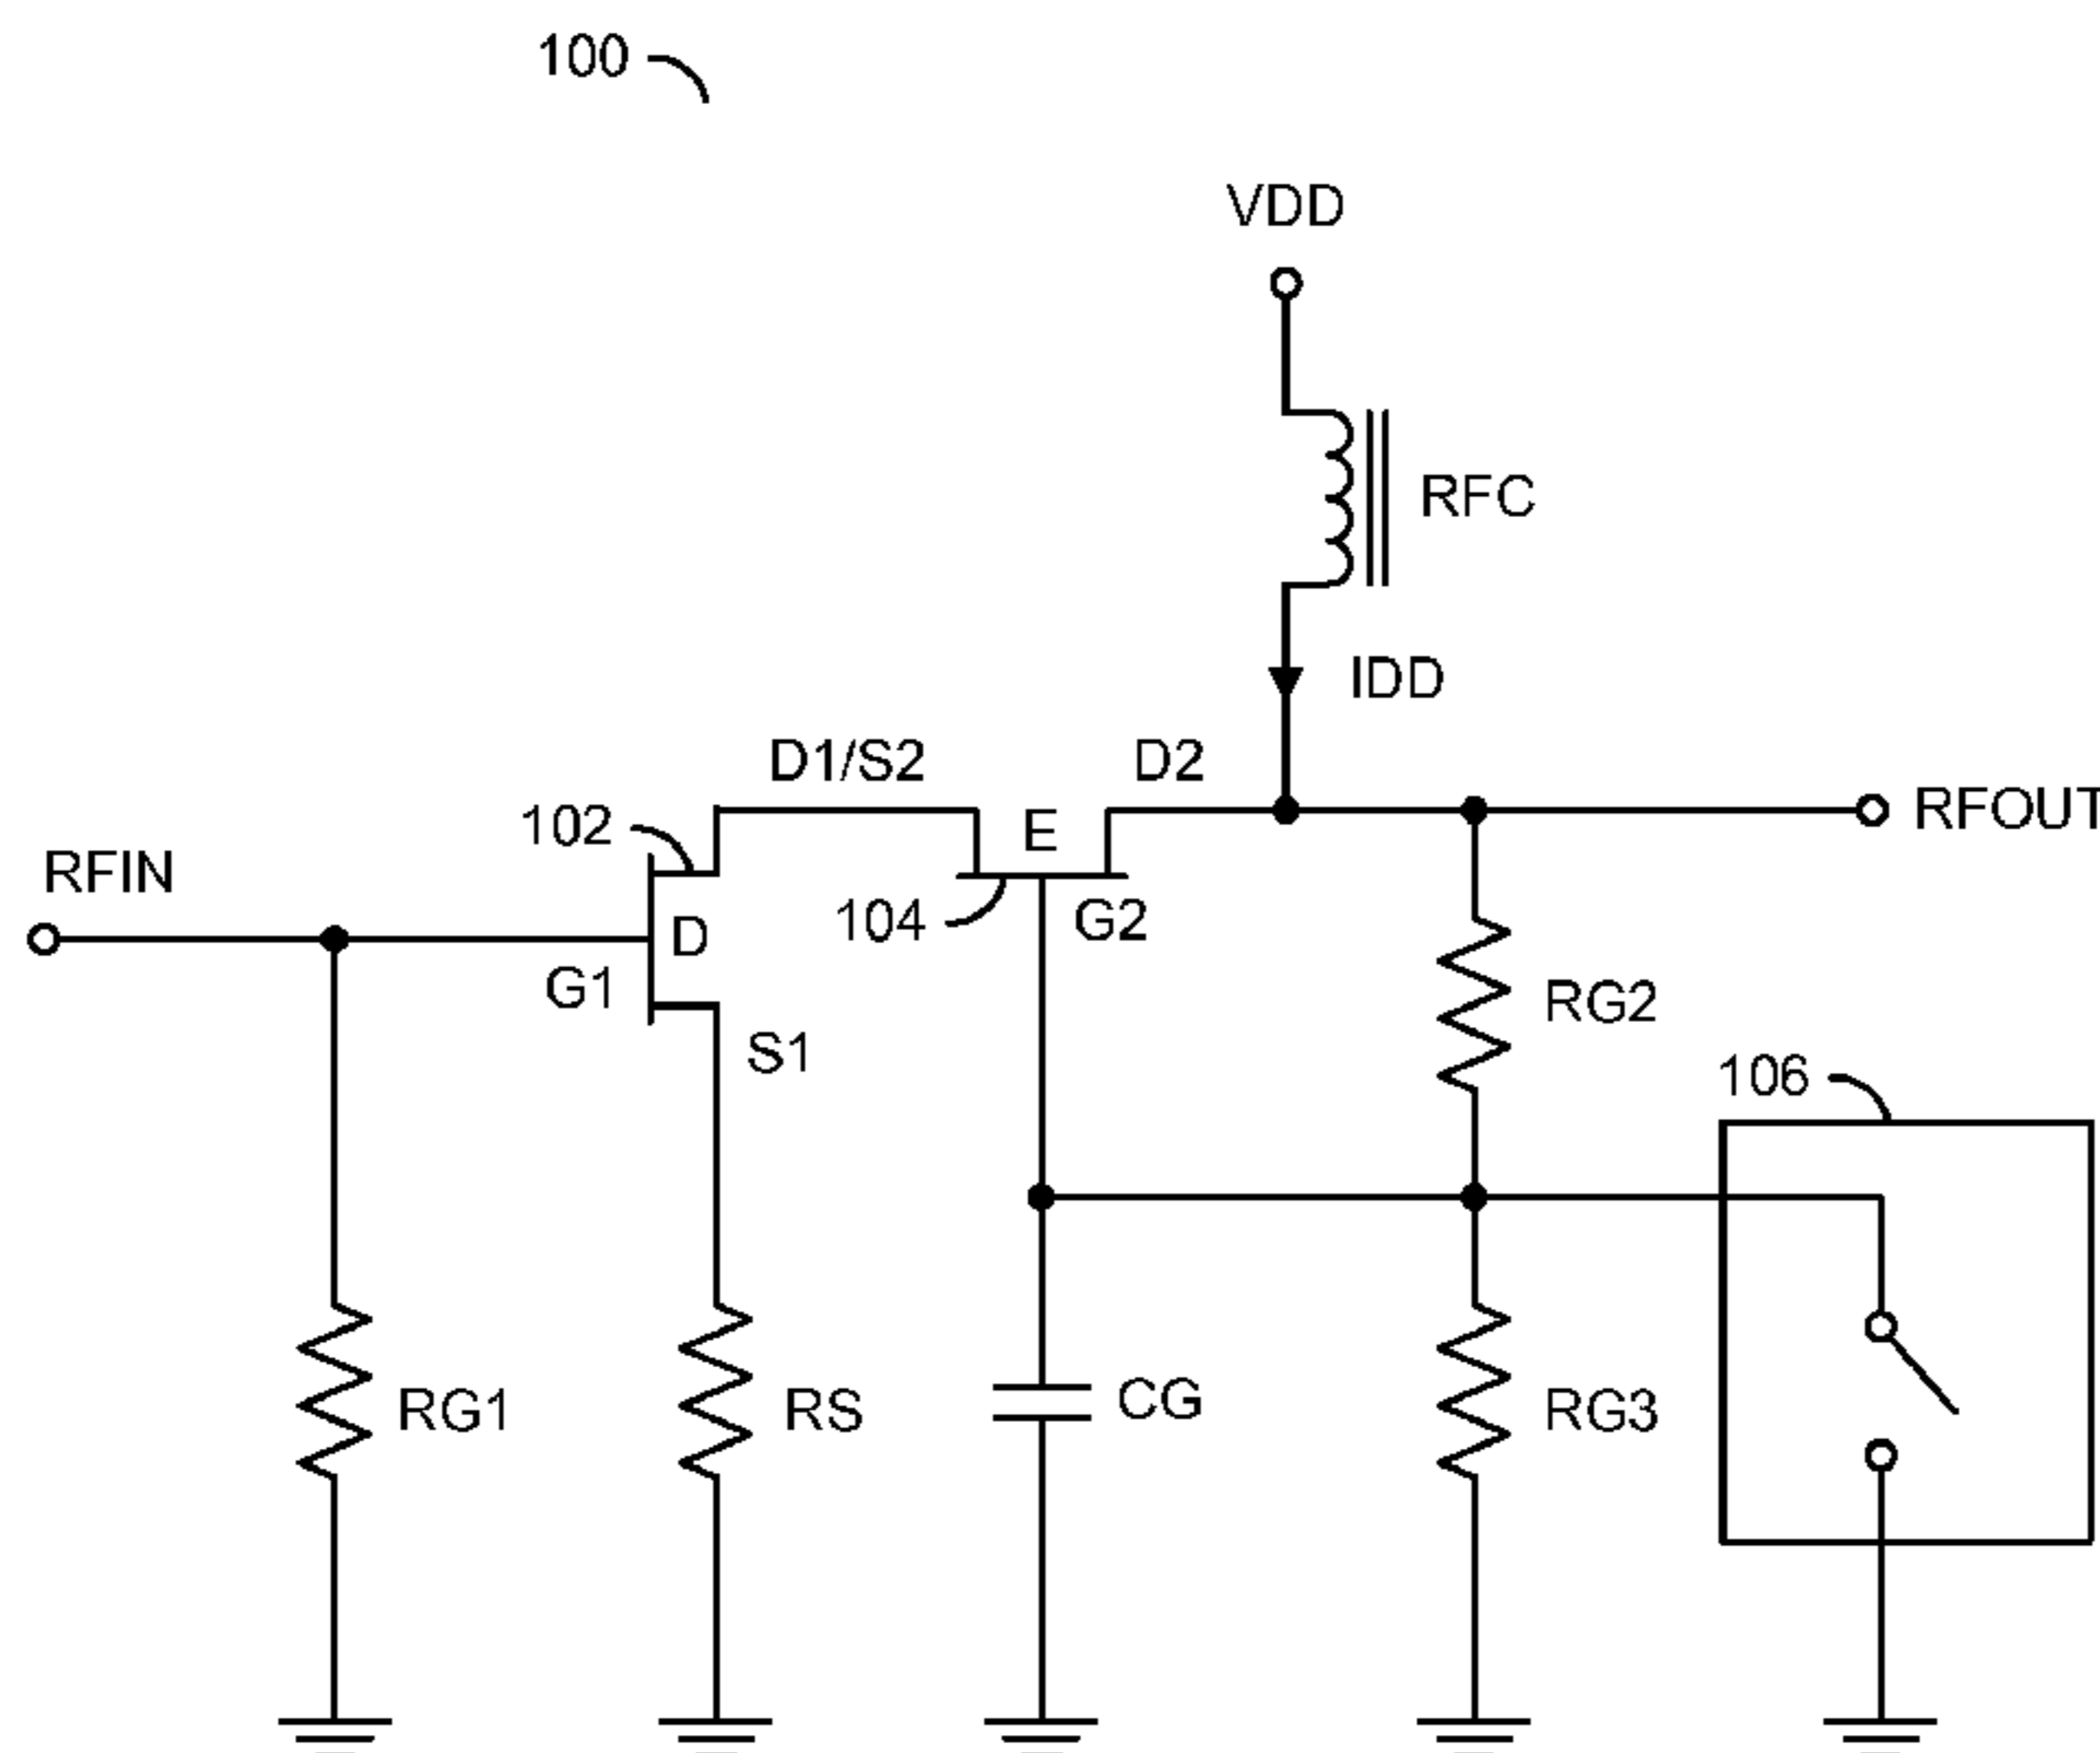 100
VDD
RFC
IDD
D1/S2
D2
102
E
RFOUT
RFIN
104
G2
D
G1
RG2
S1
106
RG1
RS
CG
RG3